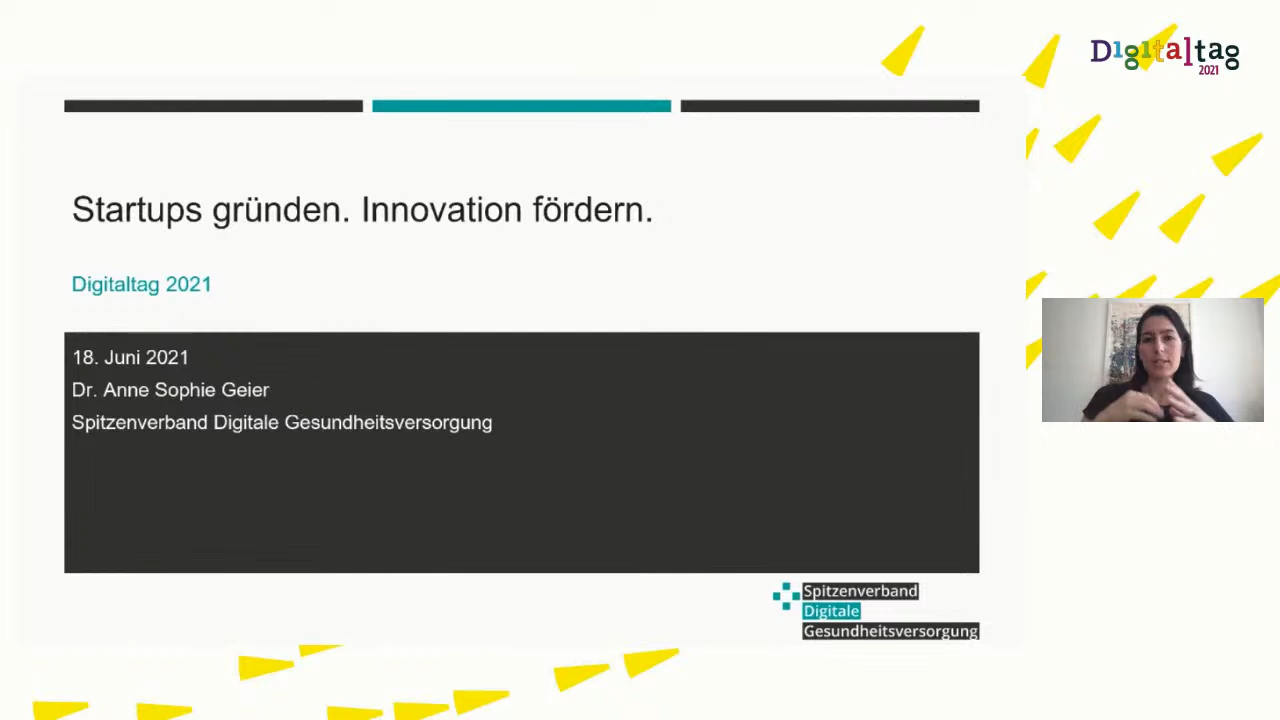 Digitaltag
2021
Startups gründen. Innovation fördern.
Digitaltag 2021
18. Juni 2021
Dr. Anne Sophie Geier
Spitzenverband Digitale Gesundheitsversorgung
Spitzenverband
Digitale
Gesundheitsversorgung